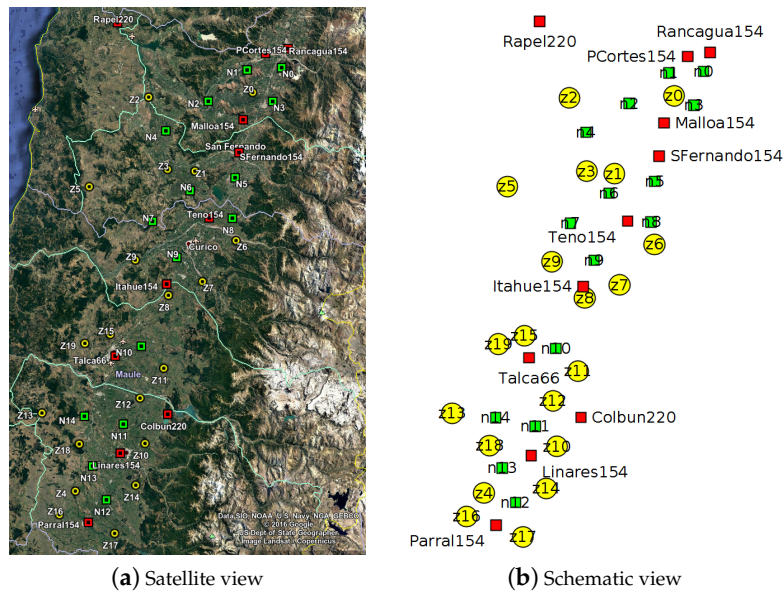 Rapel220
PCortes154
Rancagua154
N1
N0
Z0
Z2
N2
N3
Malloa154
N4
San Fernando
SFernando154
Z3
Z1
Z5
N6
N5
N7
Teno154
N8
Curico
Z6
Z9
N9
Itahue154
Z7
Z8
Z15
Z19
N10
Talca66
Z11
Maule
Z12
Z13
N14
Colbun220
N11
Z18
Z10
Linares154
N13
Z4
Z14
Z16
N12
Parral154
Z17
Data SIO, NOAA, U.S. Navy, NGA, GEBCO
© 2016 Google
US Dept of State Geographer
Image Landsat / Copernicus
(a) Satellite view
Rapel220
Rancagua154
PCortes154
n1
n0
z2
z0
n2
n3
n4
Malloa154
SFernando154
z3
z1
z5
n5
n6
n7
n8
Teno154
z6
z9
n9
Itahue154
z7
z8
z15
z19
n10
Talca66
z11
z12
z13
n14
Colbun220
n11
z18
z10
Linares154
n13
z4
z14
n12
z16
Parral154
z17
(b) Schematic view